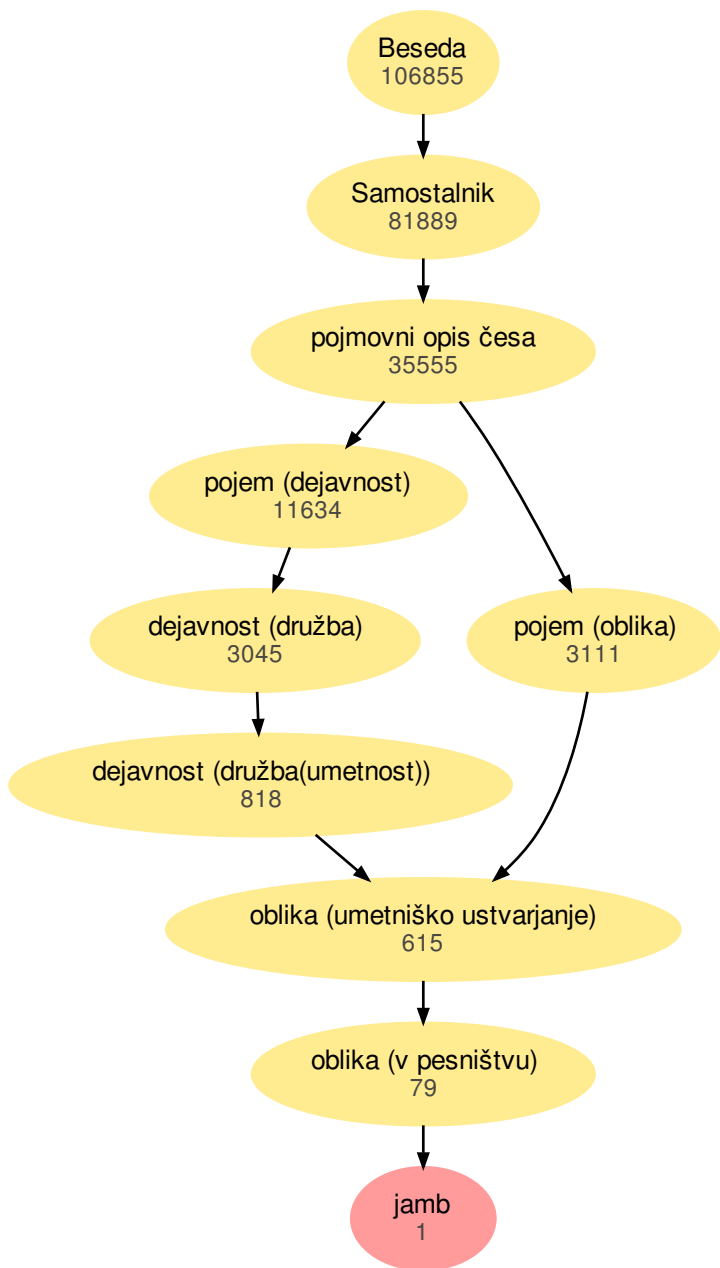 Beseda
106855
Samostalnik
81889
pojmovni opis česa
35555
pojem (dejavnost)
11634
dejavnost (družba)
3045
pojem (oblika)
3111
dejavnost (družba(umetnost))
818
oblika (umetniško ustvarjanje)
615
oblika (v pesništvu)
79
jamb
1